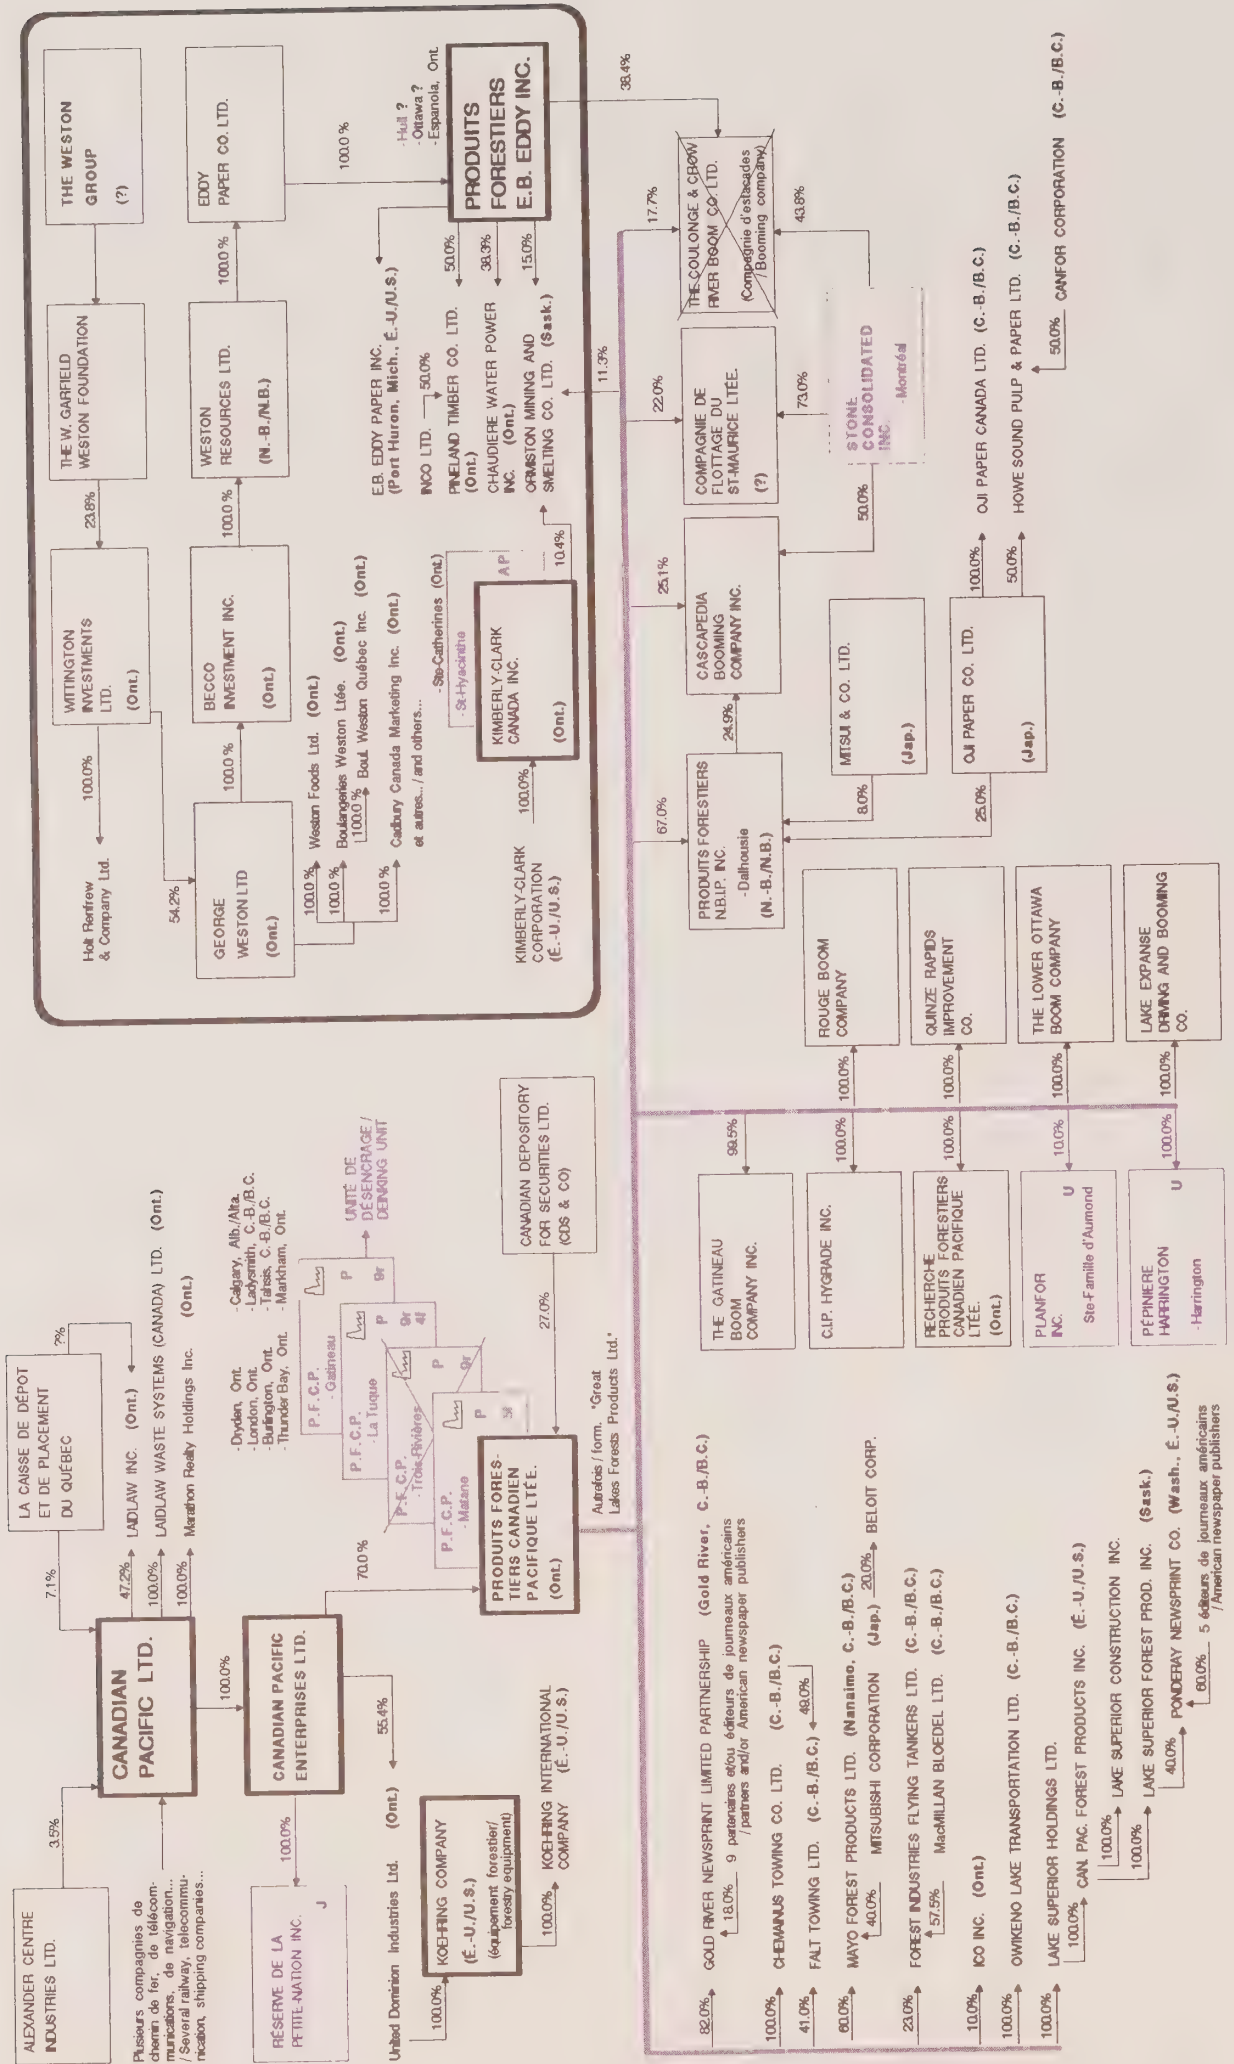 ALEXANDER CENTRE
INDUSTRIES LTD.
3.5%
LA CAISSE DE DÉPOT
ET DE PLACEMENT
DU QUÉBEC
7.1%
?%
Plusieurs compagnies de
chemin de fer, de télécom-
munications, de navigation...
/ Several railway, telecommu-
nication, shipping companies...
CANADIAN
PACIFIC LTD.
47.2%
LAIDLAW INC. (Ont.)
100.0%
LAIDLAW WASTE SYSTEMS (CANADA) LTD. (Ont.)
100.0%
Marathon Realty Holdings Inc. (Ont.)
100.0%
RÉSERVE DE LA
PETITE-NATION INC.
J
100.0%
CANADIAN PACIFIC
ENTERPRISES LTD.
70.0 %
55.4%
United Dominion Industries Ltd. (Ont.)
100.0%
KOEHRING COMPANY
(É.-U./U.S.)
(équipement forestier/
forestry equipment)
100.0%
KOEHRING INTERNATIONAL
COMPANY (É.-U./U.S.)
- Dryden, Ont.
- London, Ont.
- Burlington, Ont.
- Thunder Bay, Ont.
- Calgary, Alb./Alta.
- Ladysmith, C.-B./B.C.
- Tahsis, C.-B./B.C.
- Markham, Ont.
P.F.C.P.
- Gatineau
P
9r
UNITÉ DE
DÉSENCRAGE /
DEINKING UNIT
P.F.C.P.
- La Tuque
P
9r
4f
P.F.C.P.
- Trois-Rivières
P
9r
P.F.C.P.
- Matane
P
PRODUITS FORES-
TIERS CANADIEN
PACIFIQUE LTÉE.
(Ont.)
CANADIAN DEPOSITORY
FOR SECURITIES LTD.
(CDS & CO)
27.0%
Autrefois / form. "Great
Lakes Forests Products Ltd."
THE WESTON
GROUP
(?)
THE W. GARFIELD
WESTON FOUNDATION
23.8%
WITTINGTON
INVESTMENTS
LTD.
(Ont.)
100.0%
Holt Renfrew
& Company Ltd.
54.2%
GEORGE
WESTON LTD
(Ont.)
100.0 %
BECCO
INVESTMENT INC.
(Ont.)
100.0 %
WESTON
RESOURCES LTD.
(N.-B./N.B.)
100.0 %
EDDY
PAPER CO. LTD.
100.0 %
100.0 %
Weston Foods Ltd. (Ont.)
100.0 %
Boulangeries Weston Ltée. (Ont.)
100.0 %
Boul. Weston Québec Inc. (Ont.)
100.0 %
Cadbury Canada Marketing Inc. (Ont.)
et autres... / and others...
- Hull ?
- Ottawa ?
- Espanola, Ont.
PRODUITS
FORESTIERS
E.B. EDDY INC.
E.B. EDDY PAPER INC.
(Port Huron, Mich., É.-U./U.S.)
INCO LTD.
50.0%
50.0%
PINELAND TIMBER CO. LTD.
(Ont.)
38.3%
CHAUDIERE WATER POWER
INC. (Ont.)
15.0%
ORMISTON MINING AND
SMELTING CO. LTD. (Sask.)
KIMBERLY-CLARK
CORPORATION
(É.-U./U.S.)
100.0%
- Ste-Catherines (Ont.)
- St-Hyacinthe
AP
KIMBERLY-CLARK
CANADA INC.
(Ont.)
10.4%
11.3%
38.4%
17.7%
THE COULONGE & CROW
RIVER BOOM CO. LTD.
(Compagnie d'estacades
/ Booming company)
43.8%
22.0%
COMPAGNIE DE
FLOTTAGE DU
ST-MAURICE LTÉE.
(?)
73.0%
STONE
CONSOLIDATED
INC.
- Montréal
50.0%
25.1%
CASCAPEDIA
BOOMING
COMPANY INC.
24.9%
67.0%
PRODUITS FORESTIERS
N.B.I.P. INC.
- Dalhousie
(N.-B./N.B.)
8.0%
MITSUI & CO. LTD.
(Jap.)
25.0%
OJI PAPER CO. LTD.
(Jap.)
100.0%
OJI PAPER CANADA LTD. (C.-B./B.C.)
50.0%
HOWE SOUND PULP & PAPER LTD. (C.-B./B.C.)
50.0%
CANFOR CORPORATION (C.-B./B.C.)
99.5%
THE GATINEAU
BOOM
COMPANY INC.
100.0%
C.I.P. HYGRADE INC.
100.0%
ROUGE BOOM
COMPANY
100.0%
RECHERCHE
PRODUITS FORESTIERS
CANADIEN PACIFIQUE
LTÉE.
(Ont.)
100.0%
QUINZE RAPIDS
IMPROVEMENT
CO.
10.0%
PLANFOR
INC.
U
Ste-Famille d'Aumond
100.0%
THE LOWER OTTAWA
BOOM COMPANY
100.0%
PÉPINIERE
HARRINGTON
U
- Harrington
100.0%
LAKE EXPANSE
DRIVING AND BOOMING
CO.
82.0%
GOLD RIVER NEWSPRINT LIMITED PARTNERSHIP (Gold River, C.-B./B.C.)
18.0%
9 partenaires et/ou éditeurs de journeaux américains
/ partners and/or American newspaper publishers
100.0%
CHEMAINUS TOWING CO. LTD. (C.-B./B.C.)
49.0%
41.0%
FALT TOWING LTD. (C.-B./B.C.)
60.0%
MAYO FOREST PRODUCTS LTD. (Nanaimo, C.-B./B.C.)
40.0%
MITSUBISHI CORPORATION (Jap.)
20.0%
BELOIT CORP.
23.0%
FOREST INDUSTRIES FLYING TANKERS LTD. (C.-B./B.C.)
57.5%
MacMILLAN BLOEDEL LTD. (C.-B./B.C.)
10.0%
ICO INC. (Ont.)
100.0%
OWIKENO LAKE TRANSPORTATION LTD. (C.-B./B.C.)
100.0%
LAKE SUPERIOR HOLDINGS LTD.
100.0%
CAN. PAC. FOREST PRODUCTS INC. (É.-U./U.S.)
100.0%
LAKE SUPERIOR CONSTRUCTION INC.
100.0%
LAKE SUPERIOR FOREST PROD. INC. (Sask.)
40.0%
PONDERAY NEWSPRINT CO. (Wash., É.-U./U.S.)
60.0%
5 éditeurs de journeaux américains
/ American newspaper publishers